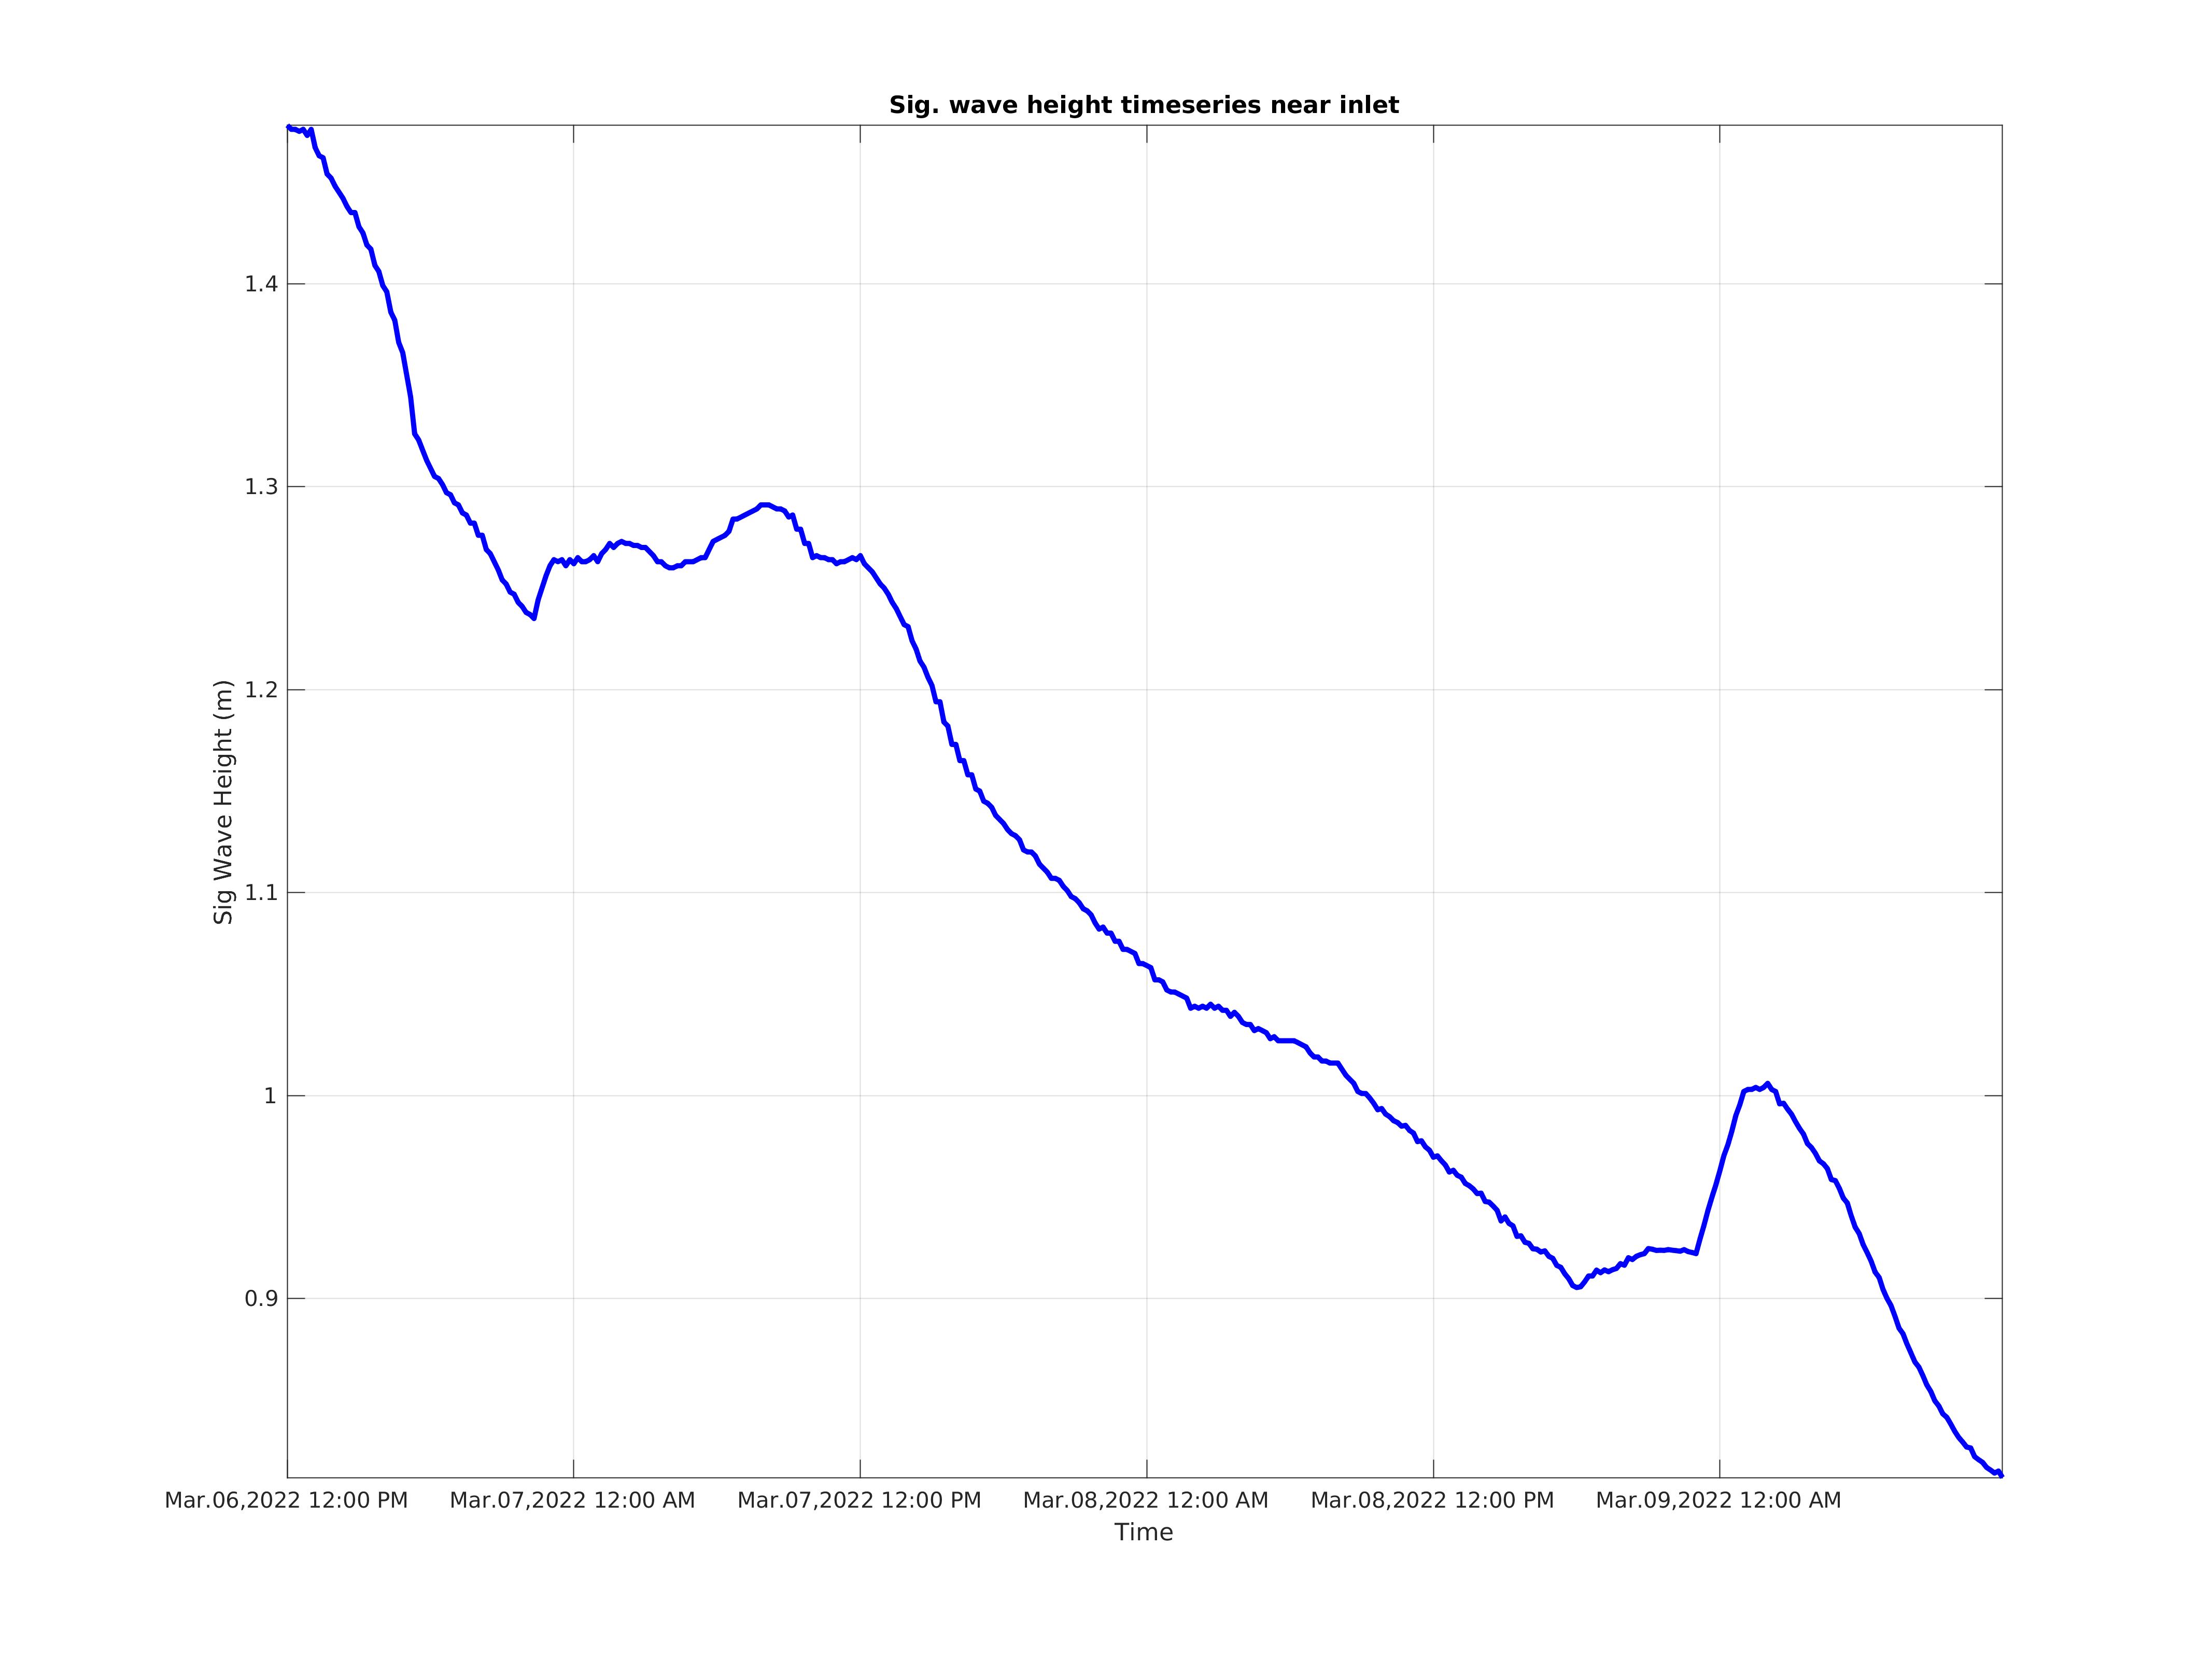 Sig. wave height timeseries near inlet
1.4
1.3
1.2
1.1
1
0.9
Sig Wave Height (m)
Mar.06,2022 12:00 PM
Mar.07,2022 12:00 AM
Mar.07,2022 12:00 PM
Mar.08,2022 12:00 AM
Mar.08,2022 12:00 PM
Mar.09,2022 12:00 AM
Time